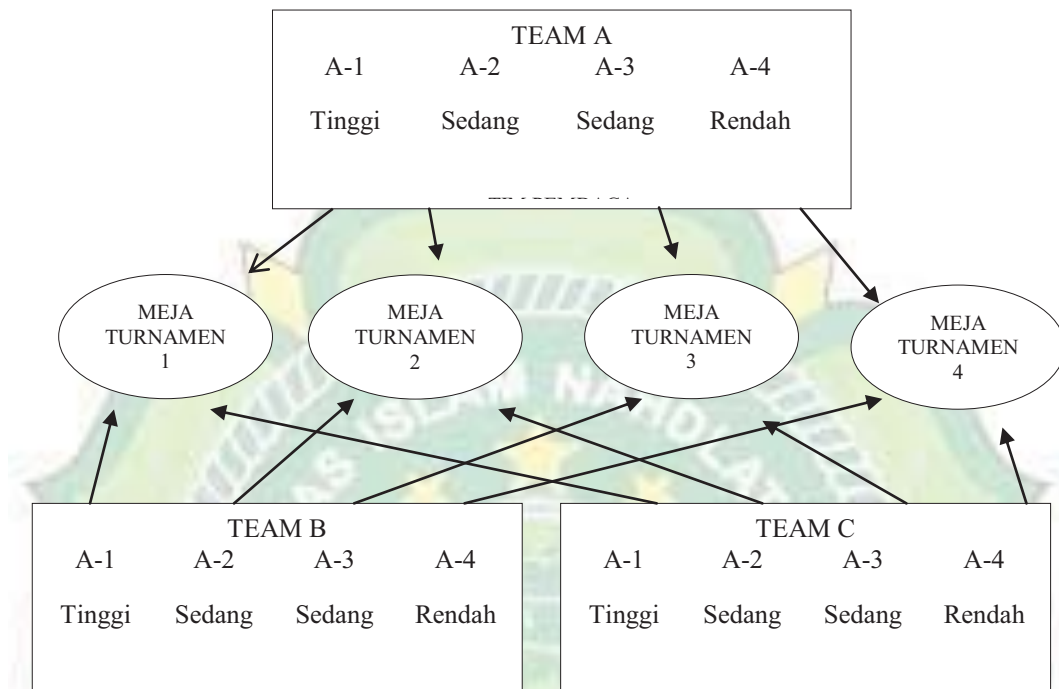 TEAM A
A-1 A-2 A-3 A-4
Tinggi Sedang Sedang Rendah
MEJA
TURNAMEN
1
MEJA
TURNAMEN
2
MEJA
TURNAMEN
3
MEJA
TURNAMEN
4
ISLAM
TEAM B
A-1 A-2 A-3 A-4
Tinggi Sedang Sedang Rendah
TEAM C
A-1 A-2 A-3 A-4
Tinggi Sedang Sedang Rendah